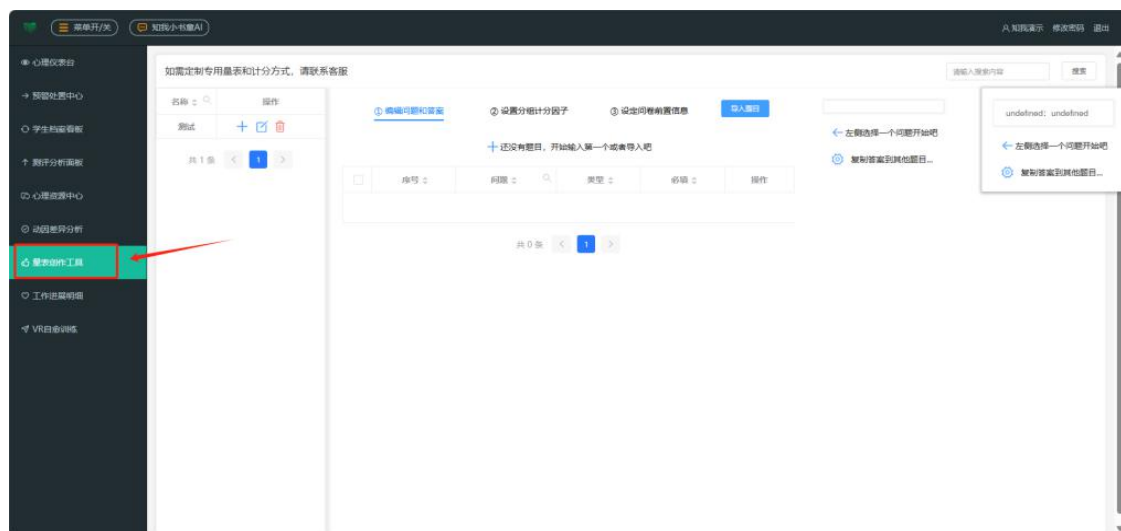 菜单开/关 知我小书童AI 知我演示 修改密码 退出
心理仪表台
预警处置中心
学生档案看板
测评分析面板
心理资源中心
动因差异分析
量表创作工具
工作进展明细
VR自愈训练
如需定制专用量表和计分方式，请联系客服
请输入搜索内容 搜索
名称 操作
测试
共 1 条 1
① 编辑问题和答案 ② 设置分组计分因子 ③ 设定问卷前置信息 导入题目
还没有题目，开始输入第一个或者导入吧
序号 问题 类型 必填 操作
共 0 条 1
左侧选择一个问题开始吧
复制答案到其他题目...
undefined: undefined
左侧选择一个问题开始吧
复制答案到其他题目...